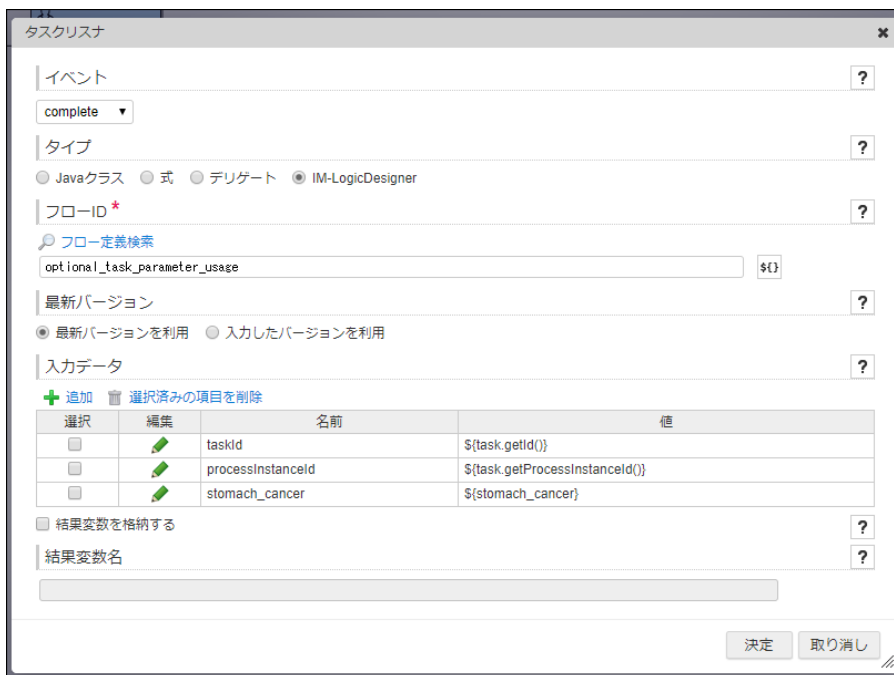 タスクリスナ
イベント ?
complete
タイプ ?
Javaクラス 式 デリゲート IM-LogicDesigner
フローID * ?
フロー定義検索
optional_task_parameter_usage ${}
最新バージョン ?
最新バージョンを利用 入力したバージョンを利用
入力データ ?
追加 選択済みの項目を削除
選択 編集 名前 値
taskId ${task.getId()}
processInstanceId ${task.getProcessInstanceId()}
stomach_cancer ${stomach_cancer}
結果変数を格納する ?
結果変数名 ?
決定 取り消し